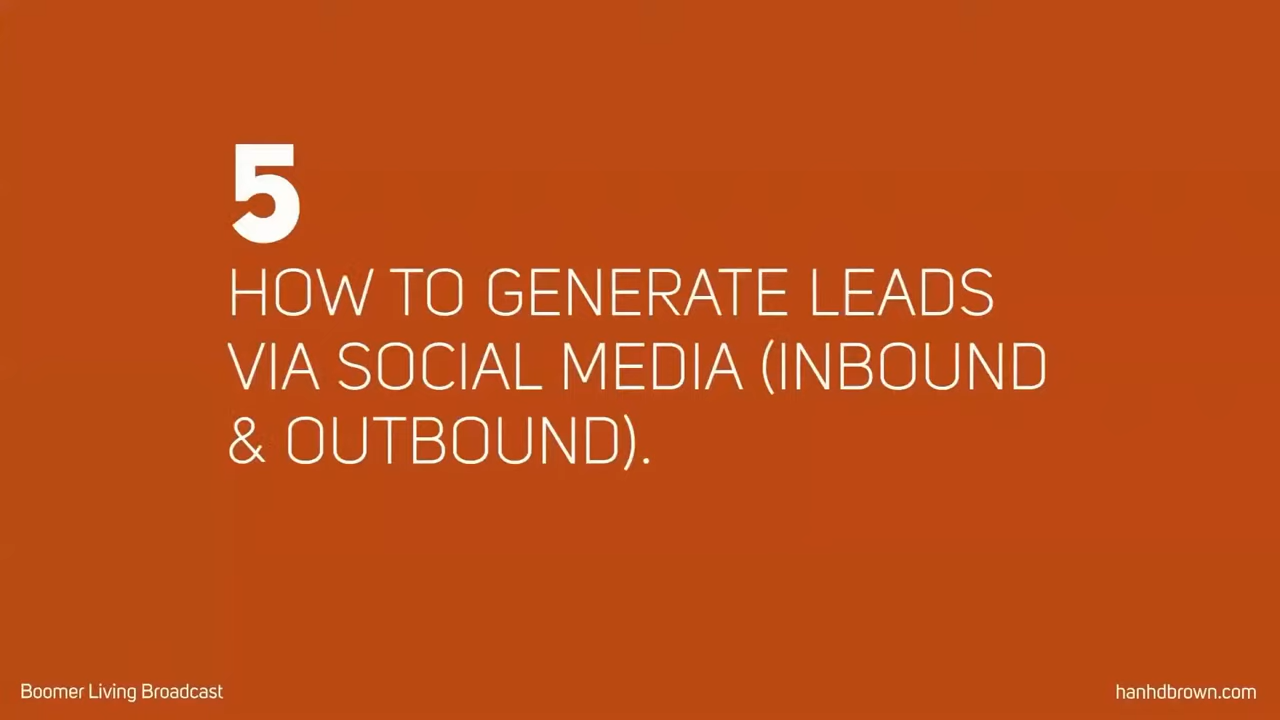 5
HOW TO GENERATE LEADS
VIA SOCIAL MEDIA (INBOUND
& OUTBOUND).
Boomer Living Broadcast
hanhdbrown.com